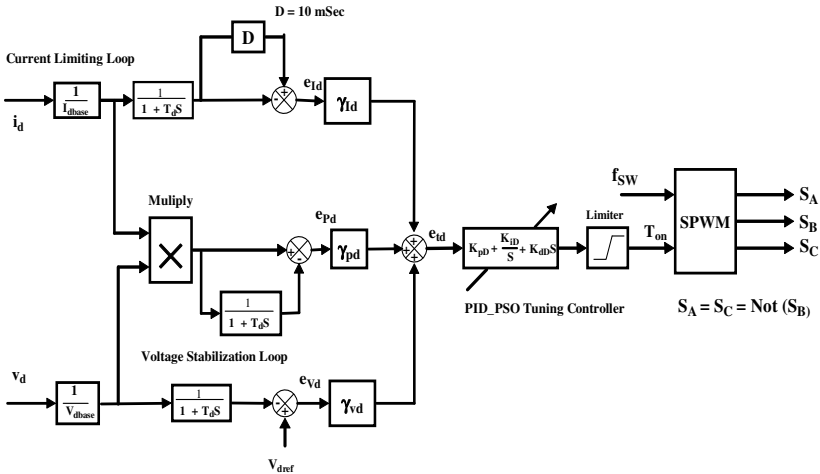 D = 10 mSec
D
Current Limiting Loop
i_d
1 / I_dbase
1 / 1 + T_dS
- +
e_Id
γ_Id
Muliply
×
e_Pd
+ -
γ_pd
1 / 1 + T_dS
+ + + +
e_td
K_pD + K_iD/S + K_dD S
PID_PSO Tuning Controller
Limiter
f_SW
T_on
SPWM
S_A
S_B
S_C
S_A = S_C = Not (S_B)
Voltage Stabilization Loop
v_d
1 / V_dbase
1 / 1 + T_dS
- +
e_Vd
γ_vd
V_dref